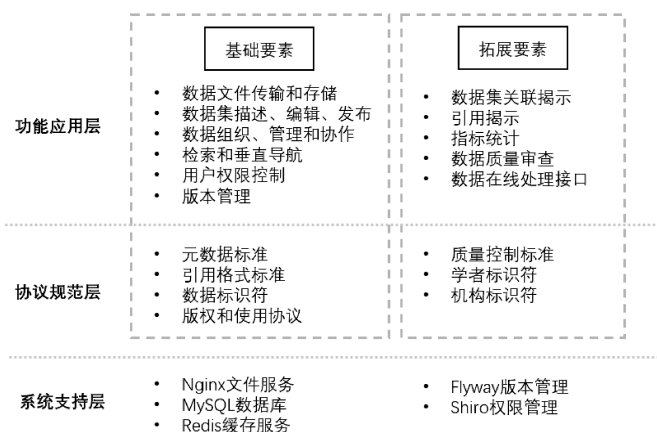 基础要素
拓展要素
功能应用层
• 数据文件传输和存储
• 数据集描述、编辑、发布
• 数据组织、管理和协作
• 检索和垂直导航
• 用户权限控制
• 版本管理
• 数据集关联揭示
• 引用揭示
• 指标统计
• 数据质量审查
• 数据在线处理接口
协议规范层
• 元数据标准
• 引用格式标准
• 数据标识符
• 版权和使用协议
• 质量控制标准
• 学者标识符
• 机构标识符
系统支持层
• Nginx文件服务
• MySQL数据库
• Redis缓存服务
• Flyway版本管理
• Shiro权限管理